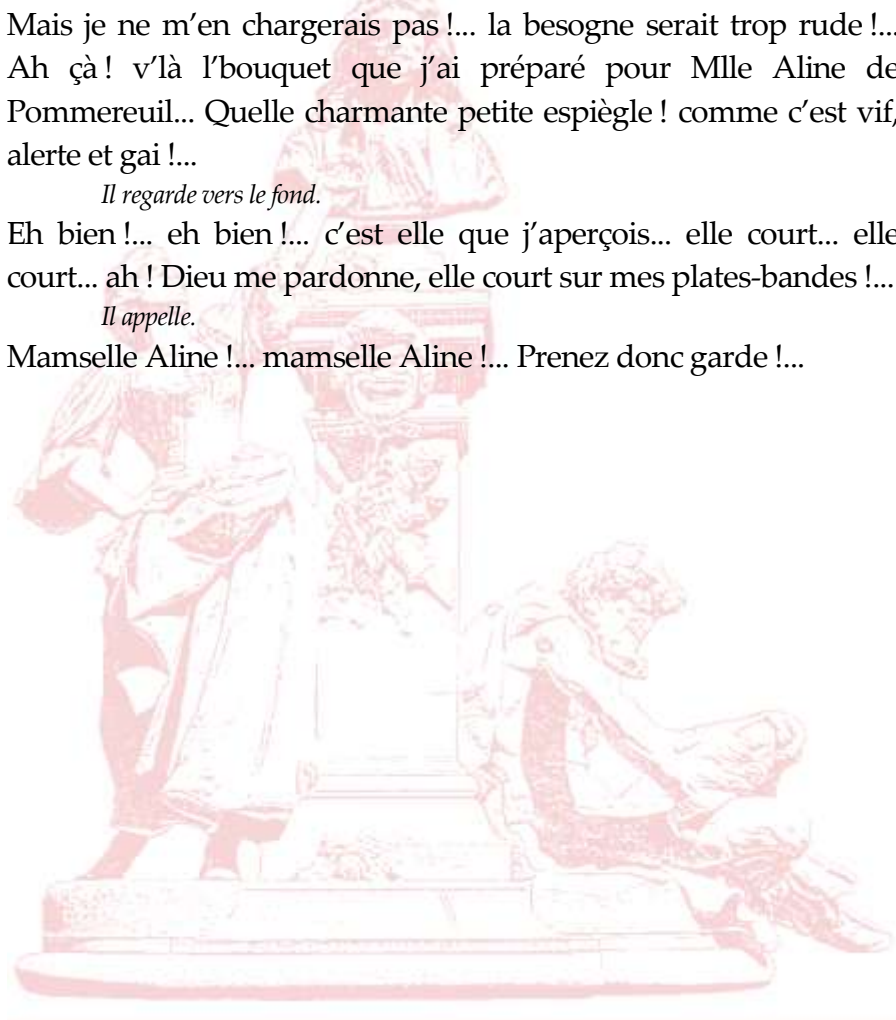 Mais je ne m’en chargerais pas !... la besogne serait trop rude !...
Ah çà ! v’là l’bouquet que j’ai préparé pour Mlle Aline de
Pommereuil... Quelle charmante petite espiègle ! comme c’est vif,
alerte et gai !...
Il regarde vers le fond.
Eh bien !... eh bien !... c’est elle que j’aperçois... elle court... elle
court... ah ! Dieu me pardonne, elle court sur mes plates-bandes !...
Il appelle.
Mamselle Aline !... mamselle Aline !... Prenez donc garde !...